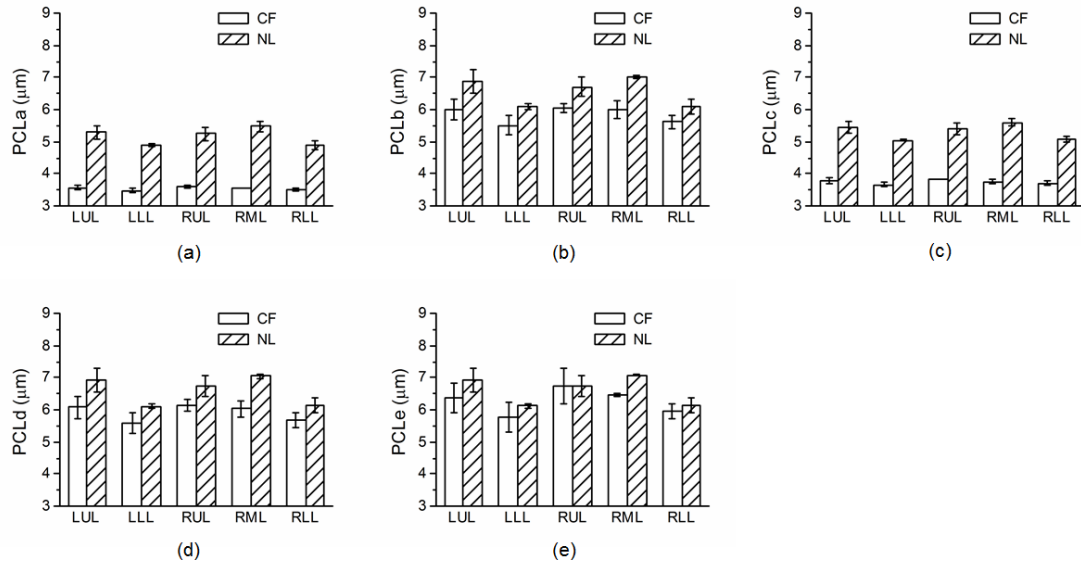 9
8
7
6
5
4
3
PCLa (μm)
CF
NL
LUL LLL RUL RML RLL
(a)
9
8
7
6
5
4
3
PCLb (μm)
CF
NL
LUL LLL RUL RML RLL
(b)
9
8
7
6
5
4
3
PCLc (μm)
CF
NL
LUL LLL RUL RML RLL
(c)
9
8
7
6
5
4
3
PCLd (μm)
CF
NL
LUL LLL RUL RML RLL
(d)
9
8
7
6
5
4
3
PCLe (μm)
CF
NL
LUL LLL RUL RML RLL
(e)